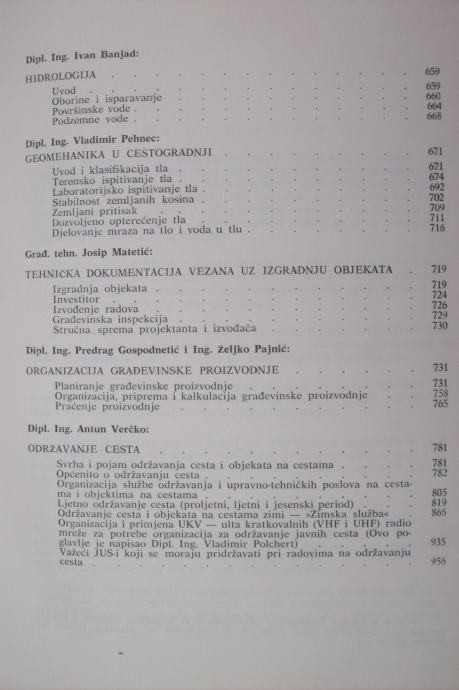 Dipl. Ing. Ivan Banjad:
HIDROLOGIJA . . . . . . . . . . . 659
Uvod . . . . . . . . . . . . 659
Oborine i isparavanje . . . . . . . . . 660
Površinske vode . . . . . . . . . . 664
Podzemne vode . . . . . . . . . . 668
Dipl. Ing. Vladimir Pehnec:
GEOMEHANIKA U CESTOGRADNJI . . . . . . . 671
Uvod i klasifikacija tla . . . . . . . . 671
Terensko ispitivanje tla . . . . . . . . 674
Laboratorijsko ispitivanje tla . . . . . . . 692
Stabilnost zemljanih kosina . . . . . . . 702
Zemljani pritisak . . . . . . . . . 709
Dozvoljeno opterećenje tla . . . . . . . 711
Djelovanje mraza na tlo i voda u tlu . . . . . . 716
Građ. tehn. Josip Matetić:
TEHNIČKA DOKUMENTACIJA VEZANA UZ IZGRADNJU OBJEKATA . 719
Izgradnja objekata . . . . . . . . . 719
Investitor . . . . . . . . . . . 724
Izvođenje radova . . . . . . . . . 726
Građevinska inspekcija . . . . . . . . 729
Stručna sprema projektanta i izvođača . . . . . 730
Dipl. Ing. Predrag Gospodnetić i Ing. Željko Pajnić:
ORGANIZACIJA GRAĐEVINSKE PROIZVODNJE . . . . . 731
Planiranje građevinske proizvodnje . . . . . . 731
Organizacija, priprema i kalkulacija građevinske proizvodnje . . 758
Praćenje proizvodnje . . . . . . . . 765
Dipl. Ing. Antun Verčko:
ODRŽAVANJE CESTA . . . . . . . . . 781
Svrha i pojam održavanja cesta i objekata na cestama . . . . 781
Općenito o održavanju cesta . . . . . . . 782
Organizacija službe održavanja i upravno-tehničkih poslova na cesta-
ma i objektima na cestama . . . . . . . 805
Ljetno održavanje cesta (proljetni, ljetni i jesenski period) . . . 819
Održavanje cesta i objekata na cestama zimi — »Zimska služba« . 866
Organizacija i primjena UKV — ulta kratkovalnih (VHF i UHF) radio
mreže za potrebe organizacija za održavanje javnih cesta (Ovo po-
glavlje je napisao Dipl. Ing. Vladimir Polchert) . . . . . 935
Važeći JUS-i koji se moraju pridržavati pri radovima na održavanju
cesta . . . . . . . . . . . . 956